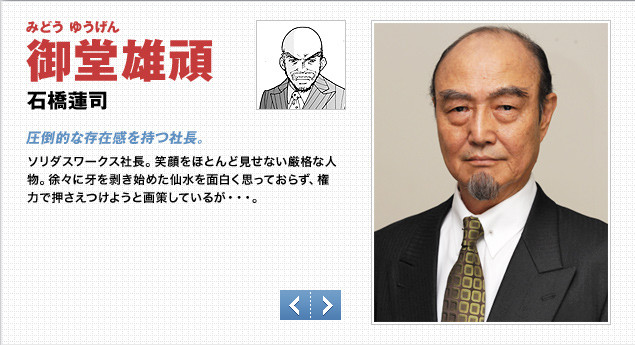 みどう ゆうげん
御堂雄頑
石橋蓮司
圧倒的な存在感を持つ社長。
ソリダスワークス社長。笑顔をほとんど見せない厳格な人
物。徐々に牙を剥き始めた仙水を面白く思っておらず、権
力で押さえつけようと画策しているが・・・。